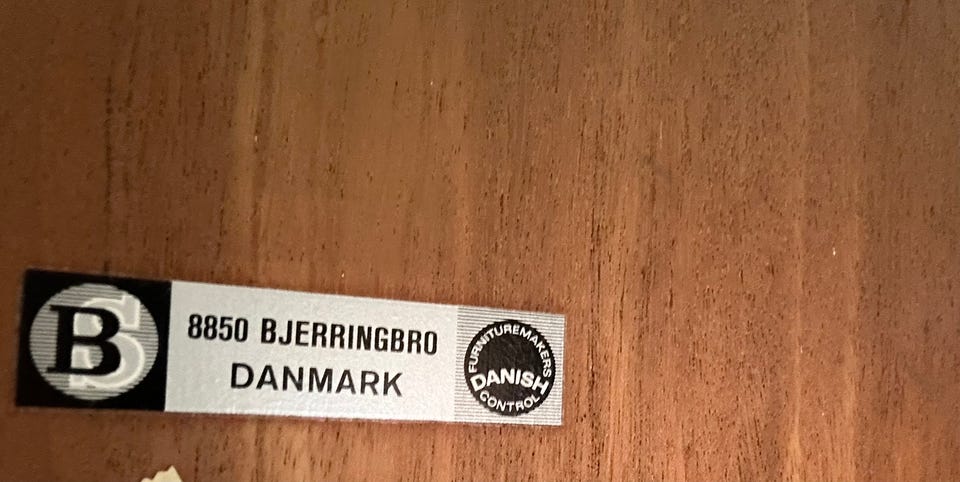 BS
8850 BJERRINGBRO
DANMARK
FURNITUREMAKERS
DANISH
CONTROL